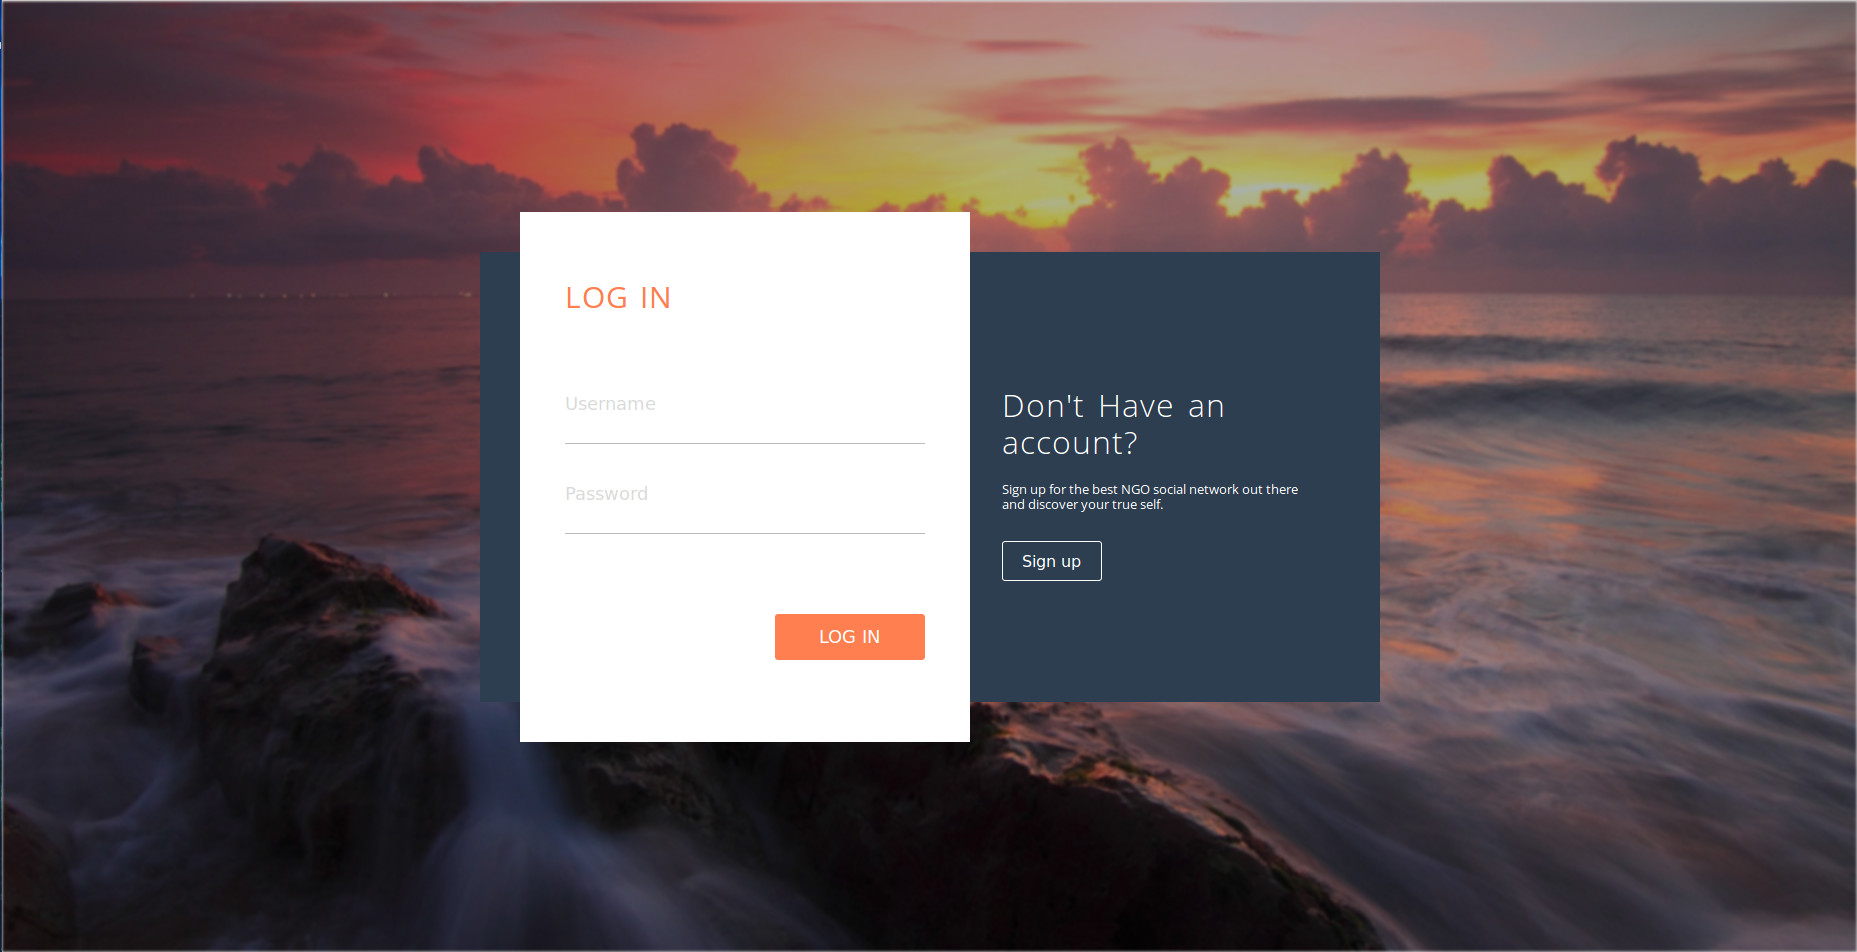 LOG IN
Username
Password
LOG IN
Don't Have an
account?
Sign up for the best NGO social network out there
and discover your true self.
Sign up